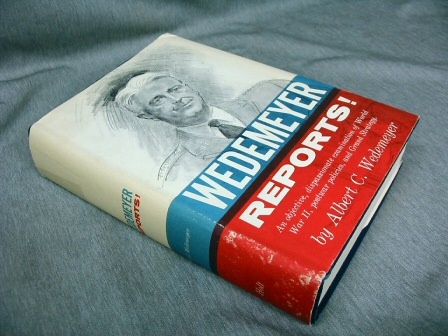 WEDEMEYER
REPORTS!
An objective, dispassionate examination of World
War II, postwar policies, and Grand Strategy
by Albert C. Wedemeyer
WEDEMEYER
REPORTS!
Holt